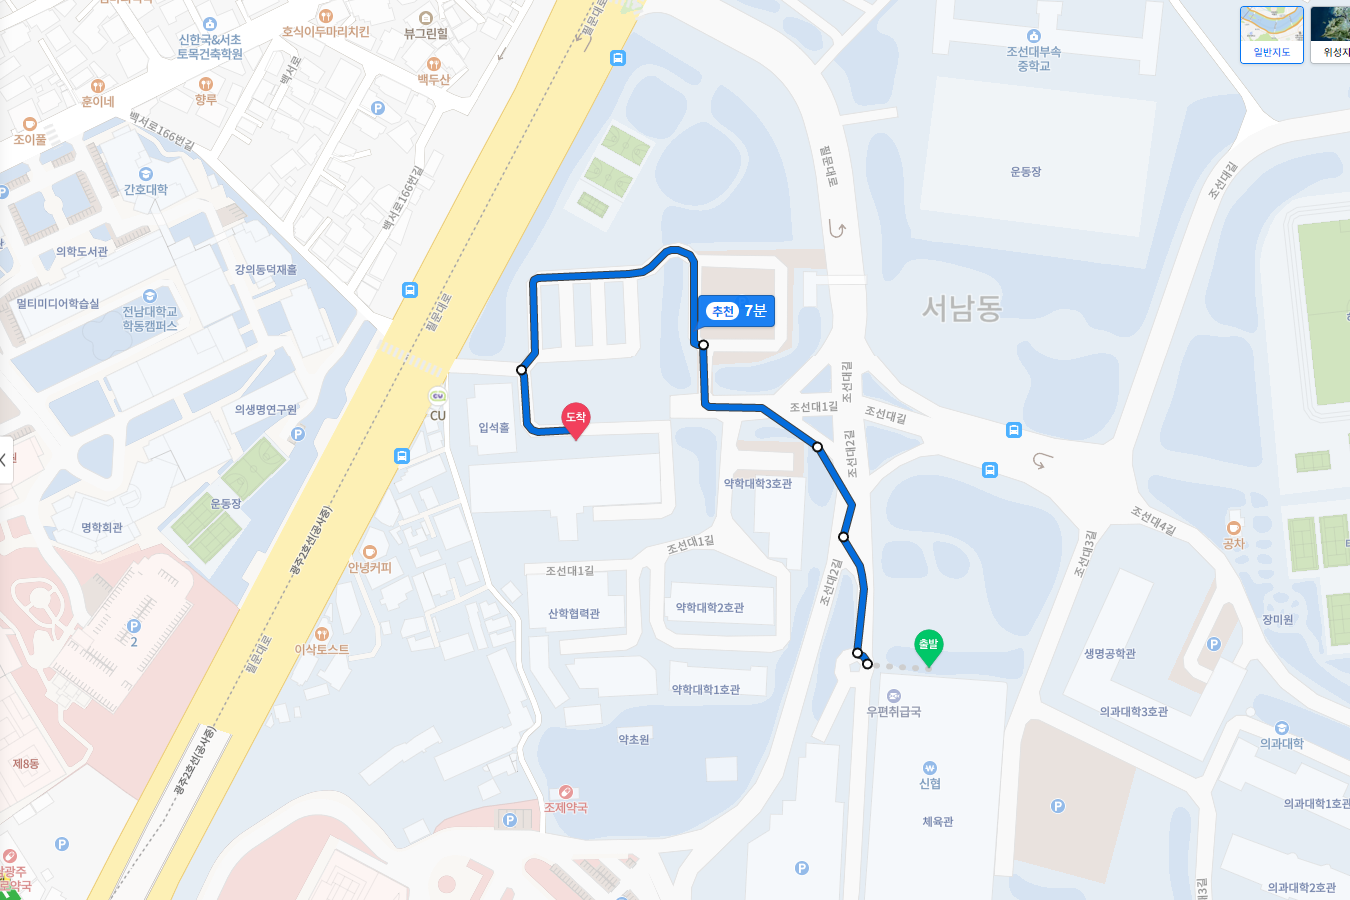 신한국&서초
토목건축학원
호식이두마리치킨
뷰그린힐
필문대로
백서로
백두산
훈이네
향루
조이풀
백서로166번길
간호대학
백서로166번길
의학도서관
강의동덕재홀
멀티미디어학습실
전남대학교
학동캠퍼스
필문대로
조선대부속
중학교
운동장
조선대길
일반지도
위성지
필문대로
서남동
추천 7분
CU
CU
도착
입석홀
의생명연구원
운동장
명학회관
광주2호선(공사중)
안녕커피
이삭토스트
필문대로
광주2호선(공사중)
조선대1길
조선대길
조선대길
조선대2길
약학대학3호관
조선대1길
조선대1길
조선대2길
산학협력관
약학대학2호관
약학대학1호관
약초원
조제약국
출발
우편취급국
신협
체육관
조선대4길
조선대3길
공차
장미원
생명공학관
의과대학3호관
의과대학
의과대학1호관
의과대학2호관
대3길
제8동
2
P